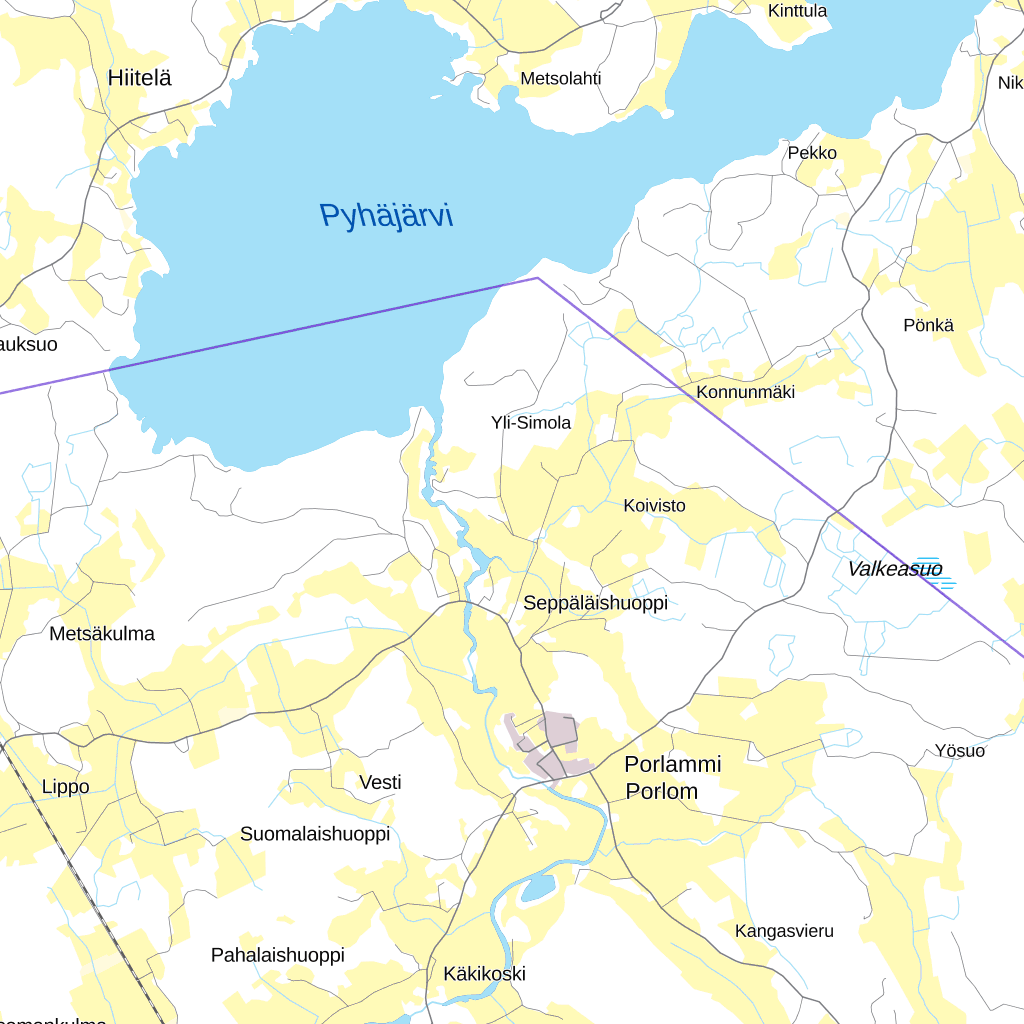 Kinttula
Hiitelä
Metsolahti
Nik
Pekko
Pyhäjärvi
Pönkä
auksuo
Konnunmäki
Yli-Simola
Koivisto
Valkeasuo
Seppäläishuoppi
Metsäkulma
Yösuo
Porlammi
Porlom
Lippo
Vesti
Suomalaishuoppi
Kangasvieru
Pahalaishuoppi
Käkikoski